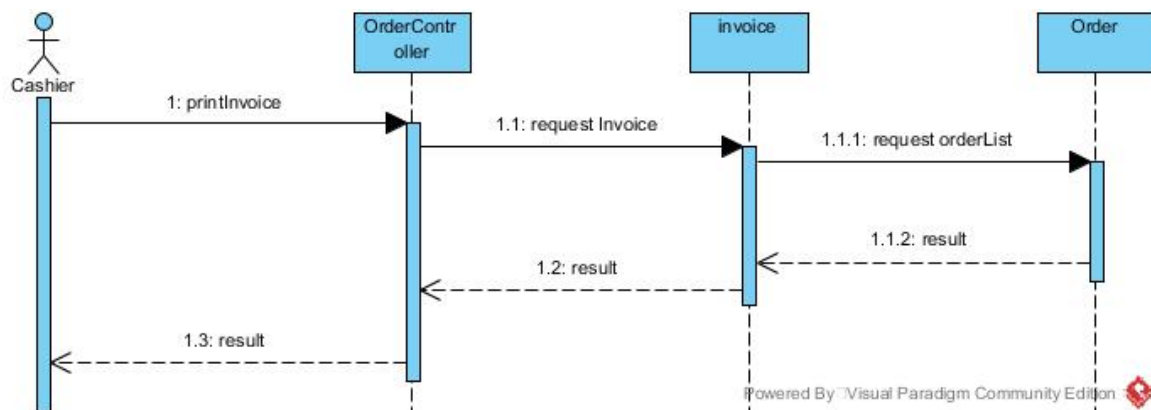 OrderContr
oller
invoice
Order
Cashier
1: printInvoice
1.1: request Invoice
1.1.1: request orderList
1.1.2: result
1.2: result
1.3: result
Powered By Visual Paradigm Community Edition